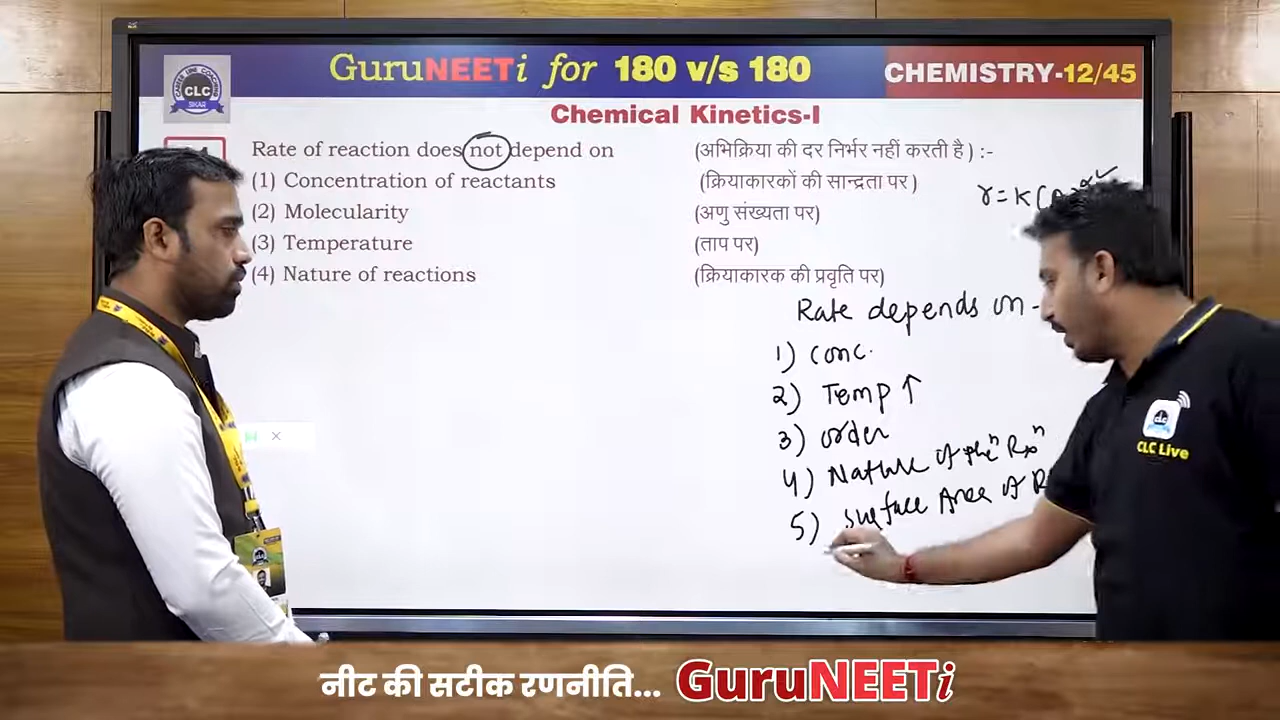 GuruNEETi for 180 v/s 180
CHEMISTRY-12/45
CLC
SIKAR
Chemical Kinetics-I
Rate of reaction does not depend on (अभिक्रिया की दर निर्भर नहीं करती है ) :-
(1) Concentration of reactants (क्रियाकारकों की सान्द्रता पर )
(2) Molecularity (अणु संख्यता पर)
(3) Temperature (ताप पर)
(4) Nature of reactions (क्रियाकारक की प्रवृति पर)
r = K
Rate depends on -
1) Conc.
2) Temp ↑
3) order
4) Nature of the Rxn
5) Surface Area of
CLC Live
नीट की सटीक रणनीति... GuruNEETi